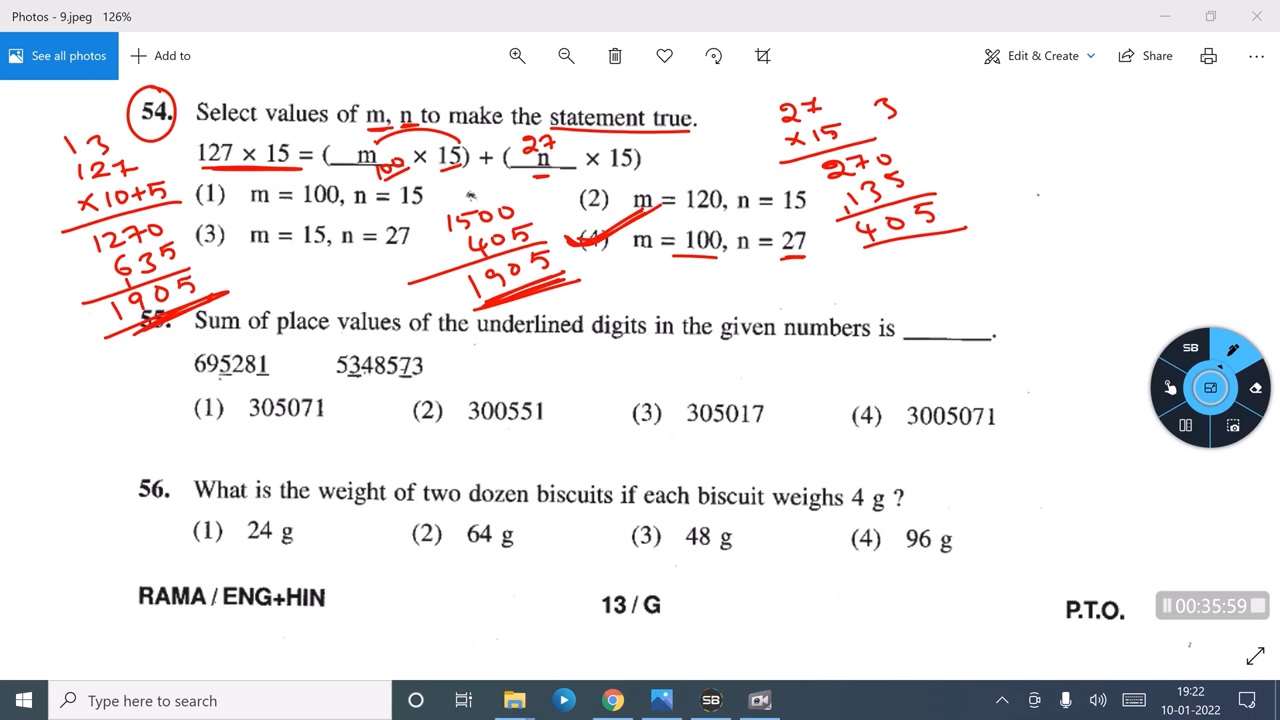 Photos - 9.jpeg   126%
See all photos   Add to   Edit & Create   Share
54. Select values of m, n to make the statement true.
127 × 15 = ( m × 15) + ( n × 15)
100   27
(1) m = 100, n = 15   (2) m = 120, n = 15
(3) m = 15, n = 27   (4) m = 100, n = 27
1 3
127
×10+5
1270
635
1
1905
1500
405
1905
27   3
×15
270
135
1
405
55. Sum of place values of the underlined digits in the given numbers is ______.
695281   5348573
(1) 305071   (2) 300551   (3) 305017   (4) 3005071
56. What is the weight of two dozen biscuits if each biscuit weighs 4 g ?
(1) 24 g   (2) 64 g   (3) 48 g   (4) 96 g
RAMA / ENG+HIN   13 / G   P.T.O.
SB
00:35:59
Type here to search   SB   19:22
10-01-2022